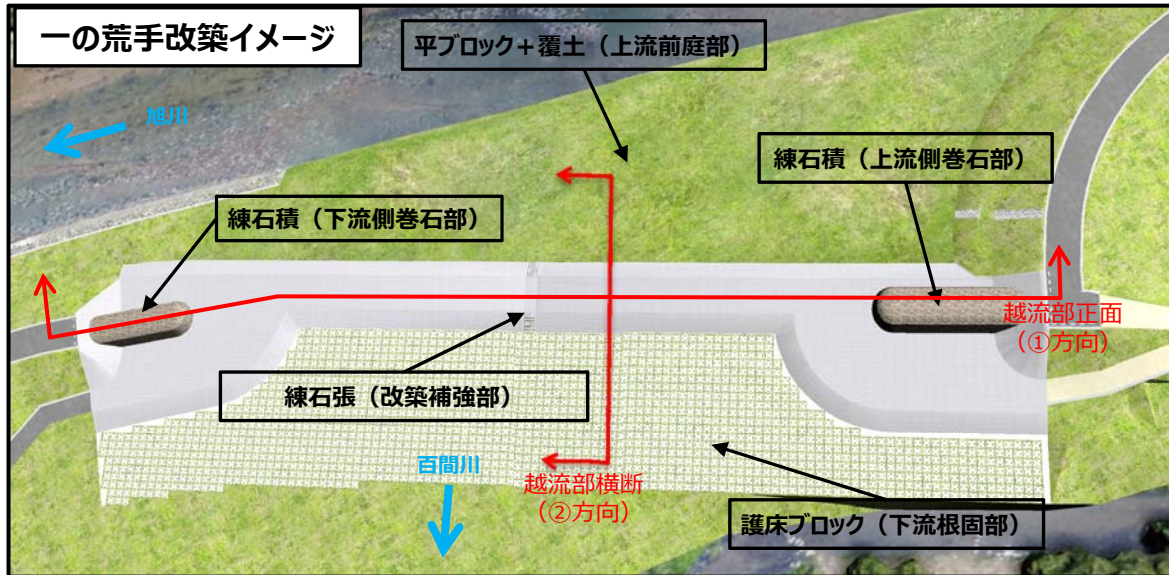 一の荒手改築イメージ
平ブロック＋覆土（上流前庭部）
旭川
練石積（上流側巻石部）
練石積（下流側巻石部）
越流部正面
（①方向）
練石張（改築補強部）
百間川
越流部横断
（②方向）
護床ブロック（下流根固部）